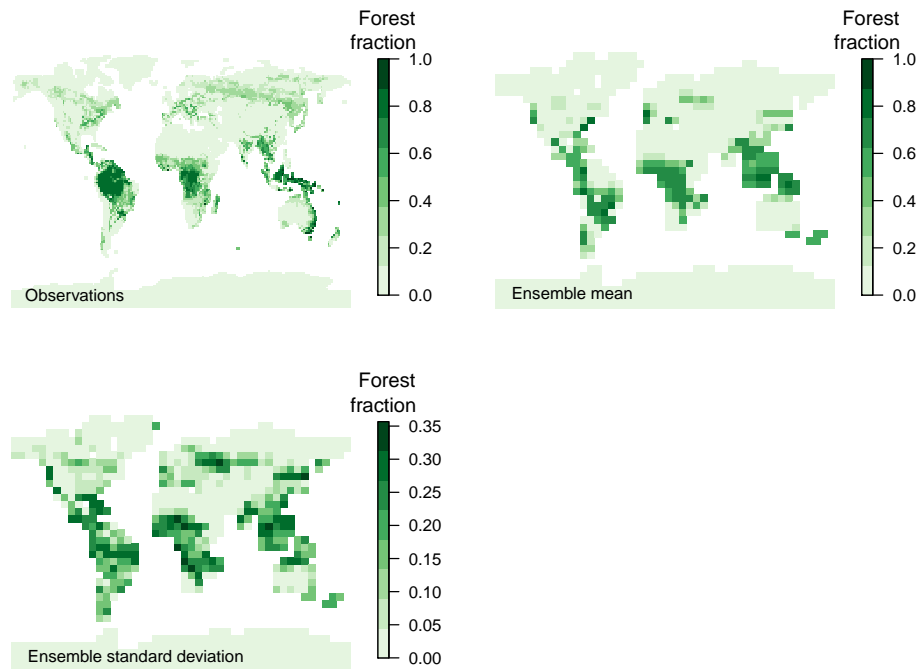 Forest
fraction
1.0
0.8
0.6
0.4
0.2
0.0
Observations
Forest
fraction
1.0
0.8
0.6
0.4
0.2
0.0
Ensemble mean
Forest
fraction
0.35
0.30
0.25
0.20
0.15
0.10
0.05
0.00
Ensemble standard deviation